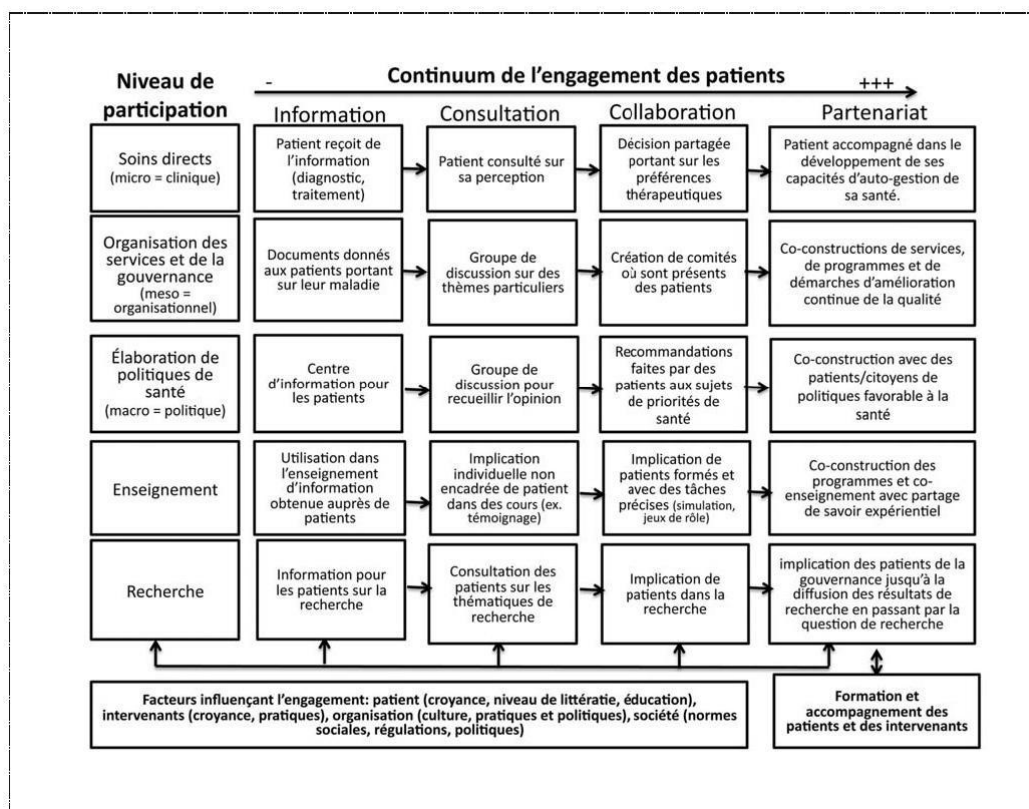 Niveau de
participation
Continuum de l'engagement des patients
-
+++
Information
Consultation
Collaboration
Partenariat
Soins directs
(micro = clinique)
Patient reçoit de
l'information
(diagnostic,
traitement)
Patient consulté sur
sa perception
Décision partagée
portant sur les
préférences
thérapeutiques
Patient accompagné dans le
développement de ses
capacités d'auto-gestion de
sa santé.
Organisation des
services et de la
gouvernance
(meso =
organisationnel)
Documents donnés
aux patients portant
sur leur maladie
Groupe de
discussion sur des
thèmes particuliers
Création de comités
où sont présents
des patients
Co-constructions de services,
de programmes et de
démarches d'amélioration
continue de la qualité
Élaboration de
politiques de
santé
(macro = politique)
Centre
d'information pour
les patients
Groupe de
discussion pour
recueillir l'opinion
Recommandations
faites par des
patients aux sujets
de priorités de
santé
Co-construction avec des
patients/citoyens de
politiques favorable à la
santé
Enseignement
Utilisation dans
l'enseignement
d'information
obtenue auprès de
patients
Implication
individuelle non
encadrée de patient
dans des cours (ex.
témoignage)
Implication de
patients formés et
avec des tâches
précises (simulation,
jeux de rôle)
Co-construction des
programmes et co-
enseignement avec partage
de savoir expérientiel
Recherche
Information pour
les patients sur la
recherche
Consultation des
patients sur les
thématiques de
recherche
Implication de
patients dans la
recherche
implication des patients de la
gouvernance jusqu'à la
diffusion des résultats de
recherche en passant par la
question de recherche
Facteurs influençant l'engagement: patient (croyance, niveau de littératie, éducation),
intervenants (croyance, pratiques), organisation (culture, pratiques et politiques), société (normes
sociales, régulations, politiques)
Formation et
accompagnement des
patients et des intervenants